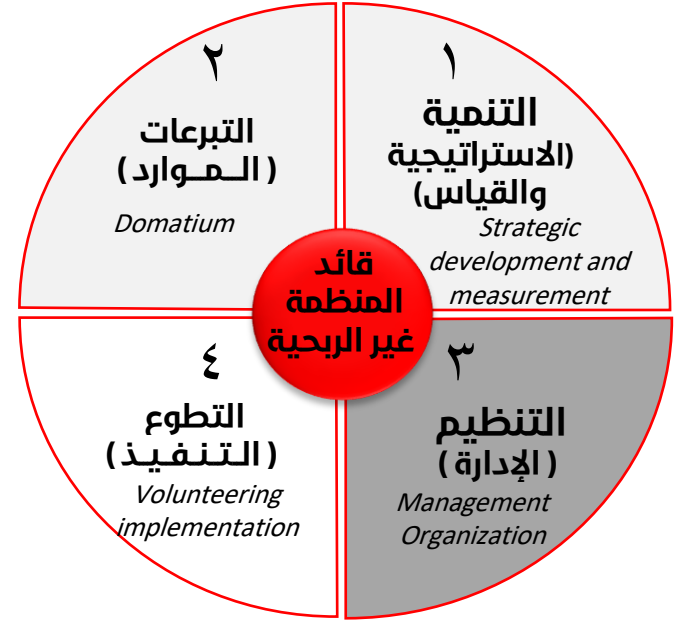 ١
التنمية
(الاستراتيجية
والقياس)
Strategic
development and
measurement
٢
التبرعات
(الـمـوارد)
Domatium
قائد
المنظمة
غير الربحية
٣
التنظيم
(الإدارة)
Management
Organization
٤
التطوع
(التـنـفـيـذ)
Volunteering
implementation